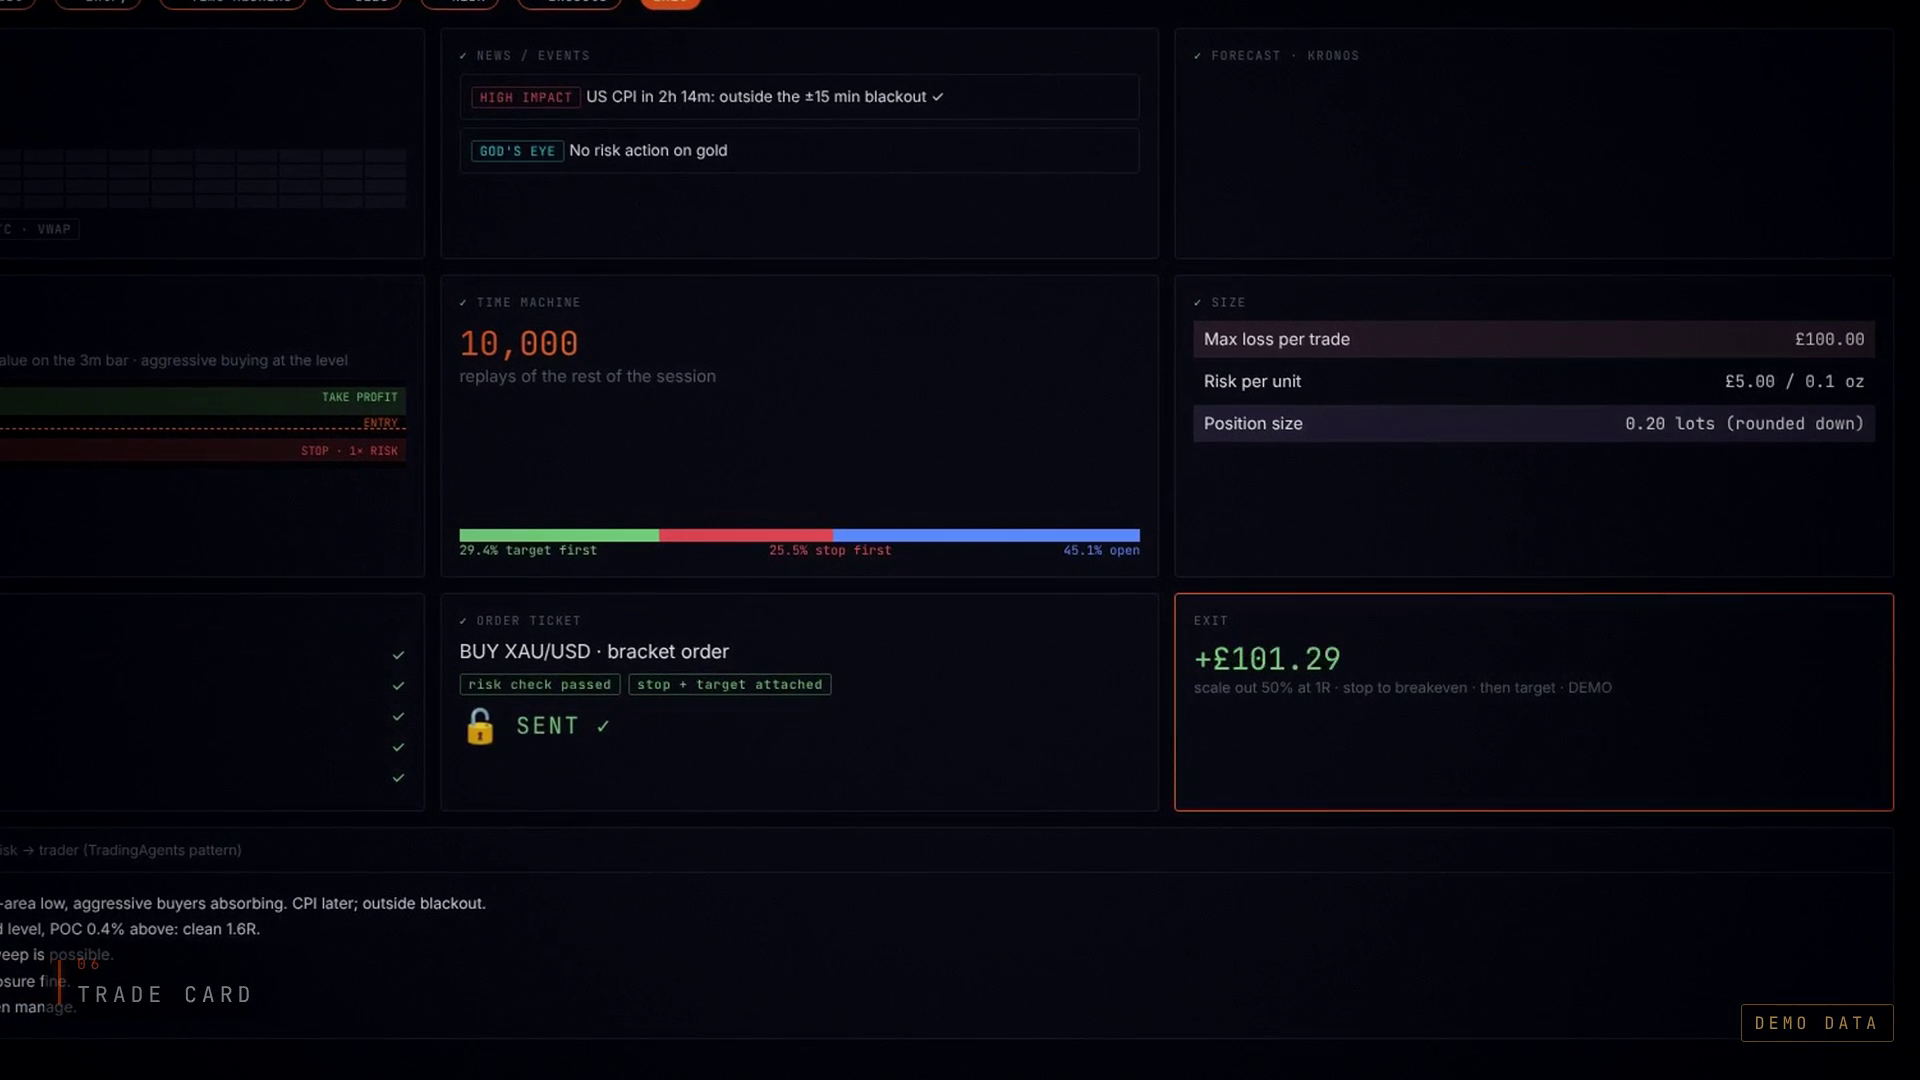 ✓ NEWS / EVENTS
HIGH IMPACT US CPI in 2h 14m: outside the ±15 min blackout ✓
GOD'S EYE No risk action on gold
✓ FORECAST · KRONOS
· VWAP
✓ TIME MACHINE
10,000
replays of the rest of the session
29.4% target first
25.5% stop first
45.1% open
✓ SIZE
Max loss per trade £100.00
Risk per unit £5.00 / 0.1 oz
Position size 0.20 lots (rounded down)
on the 3m bar · aggressive buying at the level
TAKE PROFIT
ENTRY
STOP · 1× RISK
✓
✓
✓
✓
✓
✓ ORDER TICKET
BUY XAU/USD · bracket order
risk check passed
stop + target attached
SENT ✓
EXIT
+£101.29
scale out 50% at 1R · stop to breakeven · then target · DEMO
→ trader (TradingAgents pattern)
-area low, aggressive buyers absorbing. CPI later; outside blackout.
level, POC 0.4% above: clean 1.6R.
is possible.
fine.
manage.
06
TRADE CARD
DEMO DATA